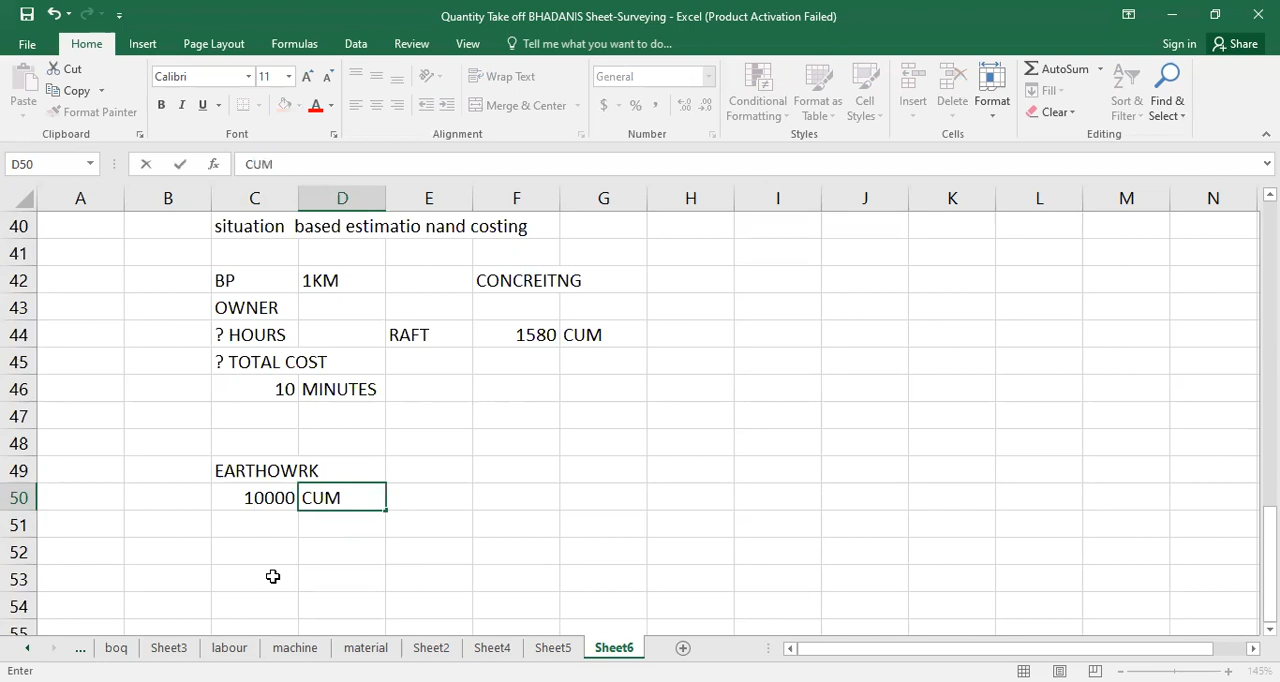 Quantity Take off BHADANIS Sheet-Surveying - Excel (Product Activation Failed)
File Home Insert Page Layout Formulas Data Review View Tell me what you want to do... Sign in Share
Paste Cut Copy Format Painter Clipboard
Calibri 11 B I U A Font
Wrap Text Merge & Center Alignment
General $ % , Number
Conditional Formatting Format as Table Cell Styles Styles
Insert Delete Format Cells
AutoSum Fill Clear Sort & Filter Find & Select Editing
D50 fx CUM
A B C D E F G H I J K L M N
40 situation based estimatio nand costing
41
42 BP 1KM CONCREITNG
43 OWNER
44 ? HOURS RAFT 1580 CUM
45 ? TOTAL COST
46 10 MINUTES
47
48
49 EARTHOWRK
50 10000 CUM
51
52
53
54
55
... boq Sheet3 labour machine material Sheet2 Sheet4 Sheet5 Sheet6
Enter 145%